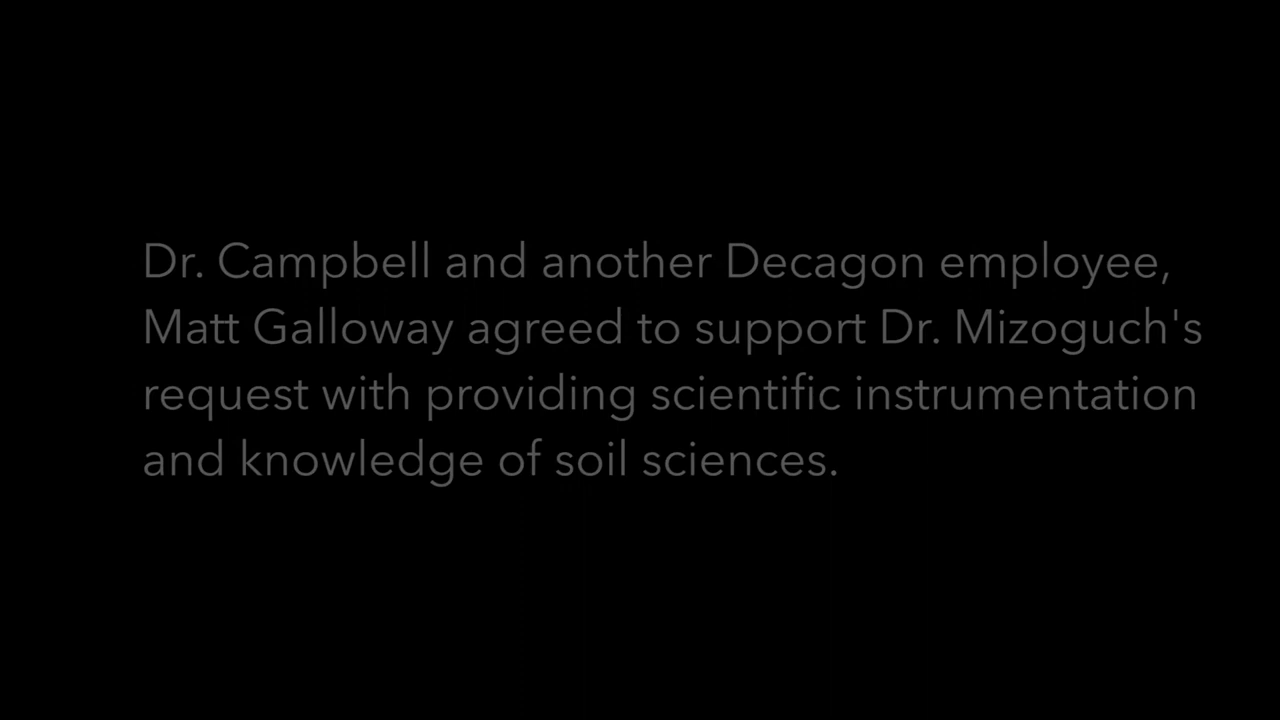 Dr. Campbell and another Decagon employee,
Matt Galloway agreed to support Dr. Mizoguch's
request with providing scientific instrumentation
and knowledge of soil sciences.